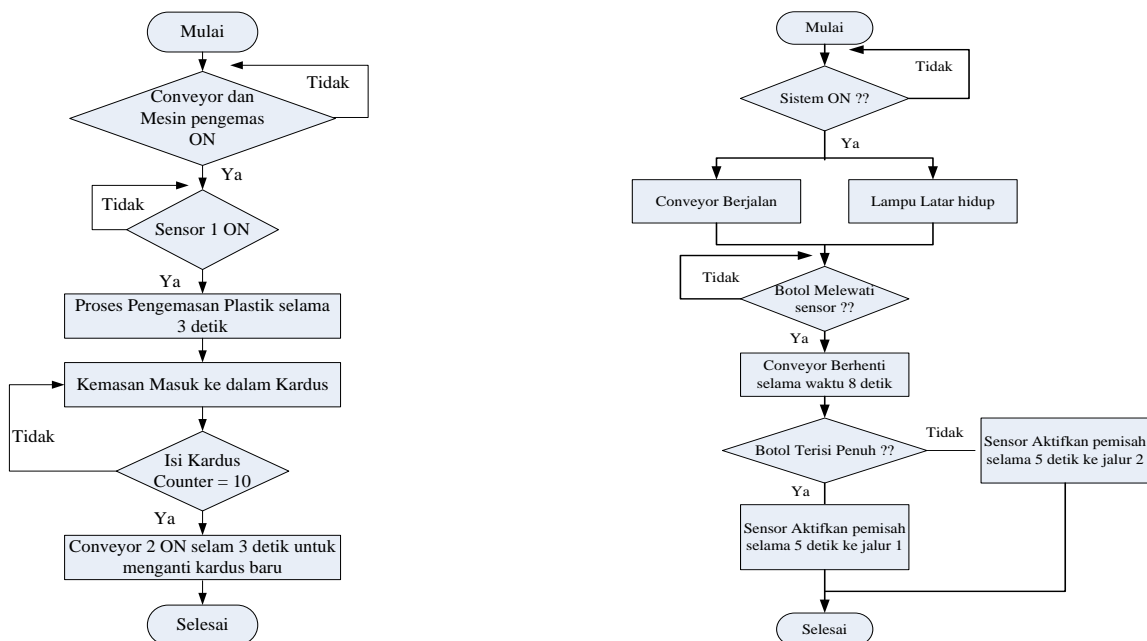 Mulai
Tidak
Conveyor dan
Mesin pengemas
ON
Ya
Tidak
Sensor 1 ON
Ya
Proses Pengemasan Plastik selama
3 detik
Kemasan Masuk ke dalam Kardus
Tidak
Isi Kardus
Counter = 10
Ya
Conveyor 2 ON selam 3 detik untuk
menganti kardus baru
Selesai
Mulai
Tidak
Sistem ON ??
Ya
Conveyor Berjalan
Lampu Latar hidup
Tidak
Botol Melewati
sensor ??
Ya
Conveyor Berhenti
selama waktu 8 detik
Botol Terisi Penuh ??
Tidak
Sensor Aktifkan pemisah
selama 5 detik ke jalur 2
Ya
Sensor Aktifkan pemisah
selama 5 detik ke jalur 1
Selesai